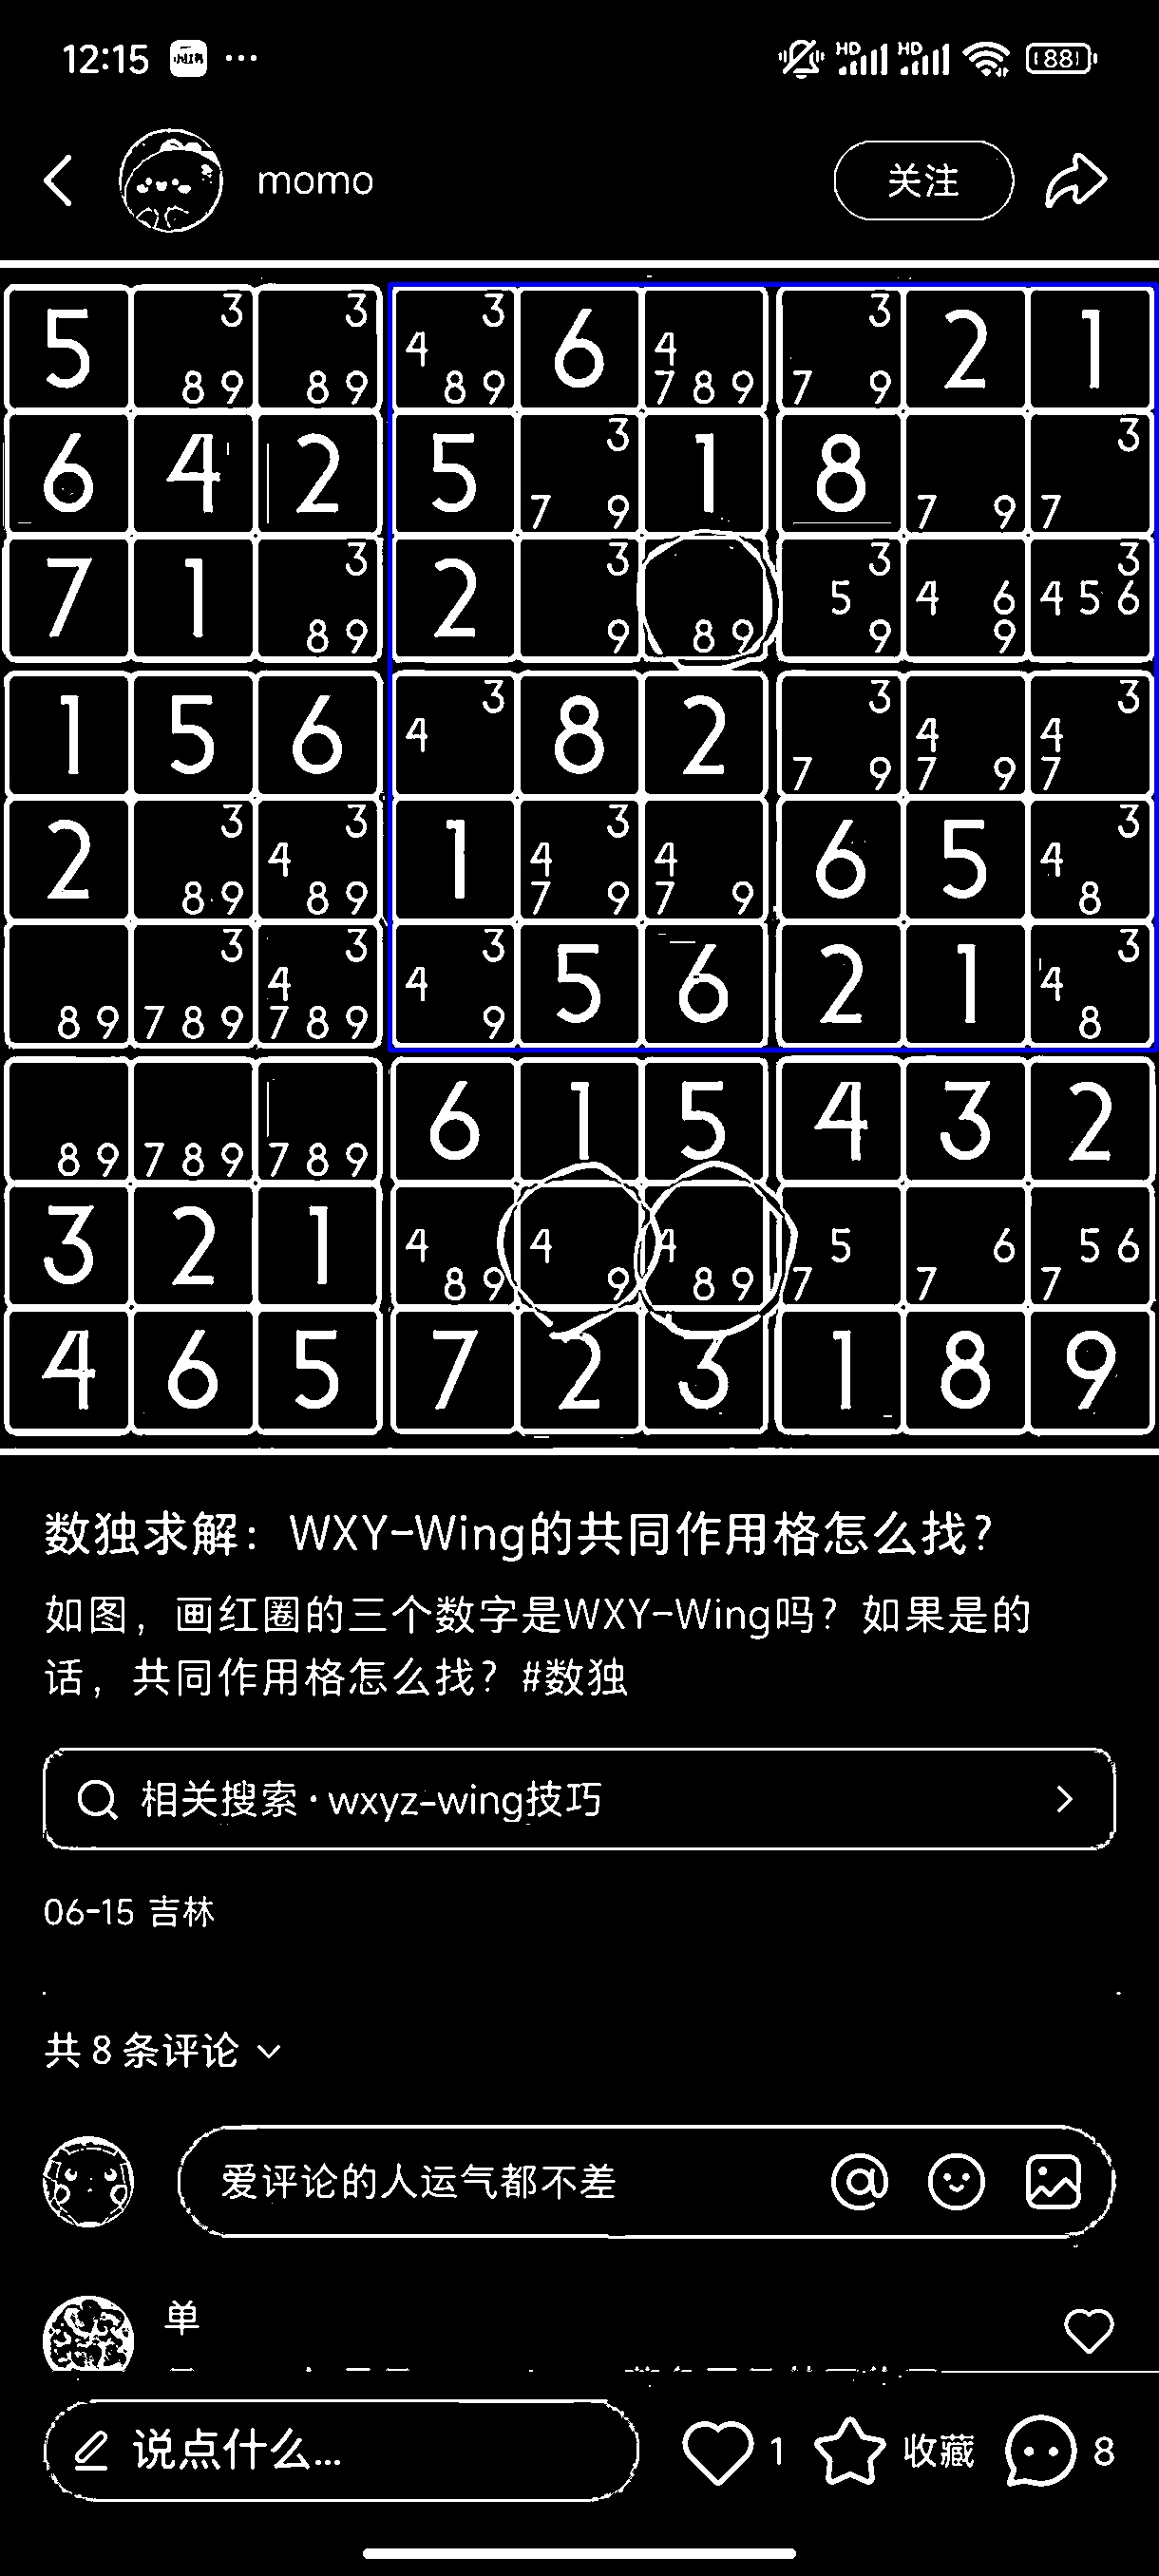 12:15 小红书 ... HD HD 88
momo 关注
5 3 3 3 6 4 3 2 1
8 9 8 9 4 8 9 7 8 9 7 9
6 4 2 5 3 1 8 7 9 3
7 9 7
7 1 3 2 3 8 9 3 4 6 3
8 9 9 5 9 9 4 5 6
1 5 6 3 8 2 3 4 3
4 7 9 7 9 4 7
2 3 3 1 3 4 6 5 3
8 9 4 8 9 4 7 9 7 9 4 8
8 9 3 3 3 5 6 2 1 3
7 8 9 4 7 8 9 4 9 4 8
8 9 7 8 9 7 8 9 6 1 5 4 3 2
3 2 1 4 4 4 5 6 5 6
8 9 9 8 9 7 7 7
4 6 5 7 2 3 1 8 9
数独求解：WXY-Wing的共同作用格怎么找？
如图，画红圈的三个数字是WXY-Wing吗？如果是的
话，共同作用格怎么找？#数独
相关搜索·wxyz-wing技巧
06-15 吉林
共 8 条评论
爱评论的人运气都不差
单
说点什么... 1 收藏 8